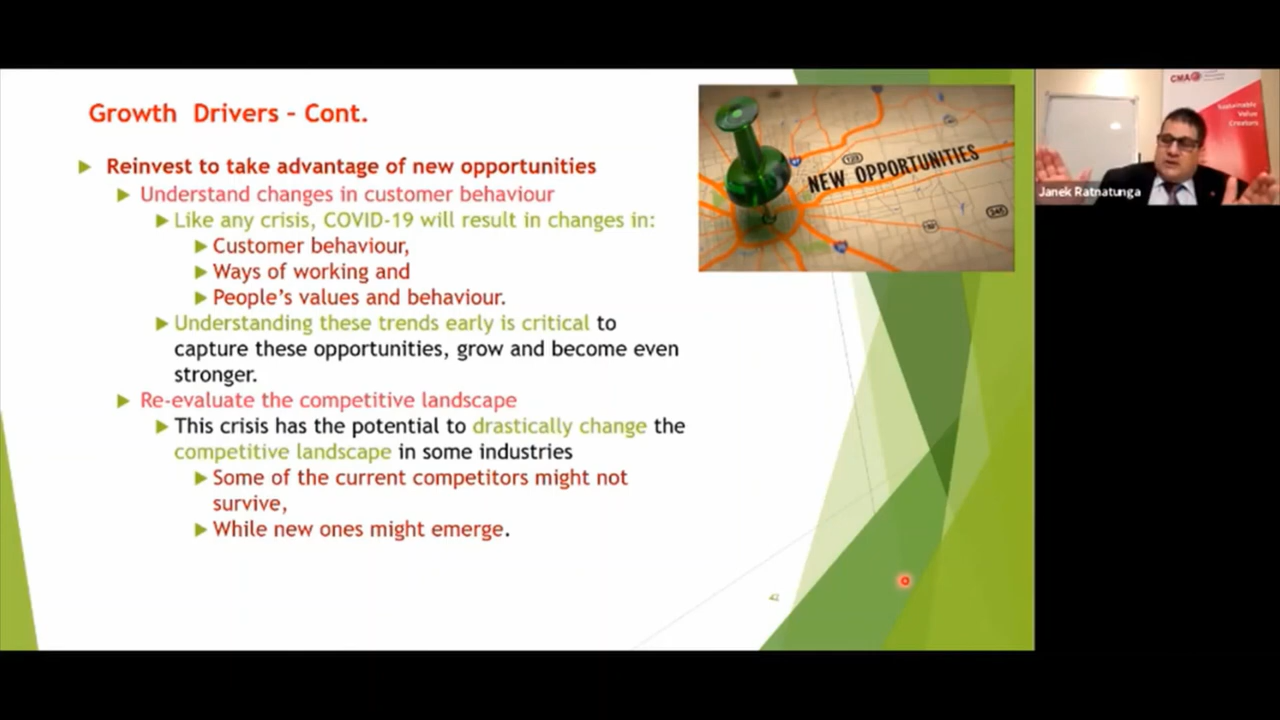 Growth Drivers – Cont.
Reinvest to take advantage of new opportunities
Understand changes in customer behaviour
Like any crisis, COVID-19 will result in changes in:
Customer behaviour,
Ways of working and
People's values and behaviour.
Understanding these trends early is critical to
capture these opportunities, grow and become even
stronger.
Re-evaluate the competitive landscape
This crisis has the potential to drastically change the
competitive landscape in some industries
Some of the current competitors might not
survive,
While new ones might emerge.
42
NEW OPPORTUNITIES
CMA
Sustainable
Value
Creators
Janek Ratnatunga